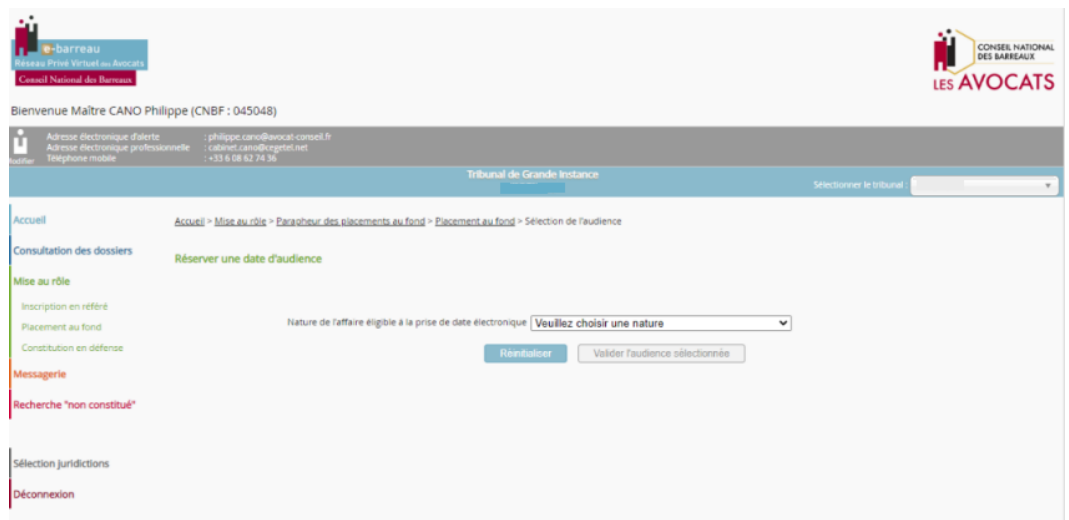 e-barreau
Réseau Privé Virtuel des Avocats
Conseil National des Barreaux
CONSEIL NATIONAL
DES BARREAUX
LES AVOCATS
Bienvenue Maître CANO Philippe (CNBF : 045048)
Modifier
Adresse électronique d'alerte : philippe.cano@avocat-conseil.fr
Adresse électronique professionnelle : cabinet.cano@cegetel.net
Téléphone mobile : +33 6 08 62 74 36
Tribunal de Grande Instance
Sélectionner le tribunal :
Accueil
Accueil > Mise au rôle > Parapheur des placements au fond > Placement au fond > Sélection de l'audience
Consultation des dossiers
Réserver une date d'audience
Mise au rôle
Inscription en référé
Placement au fond
Constitution en défense
Nature de l'affaire éligible à la prise de date électronique Veuillez choisir une nature
Réinitialiser Valider l'audience sélectionnée
Messagerie
Recherche "non constitué"
Sélection juridictions
Déconnexion